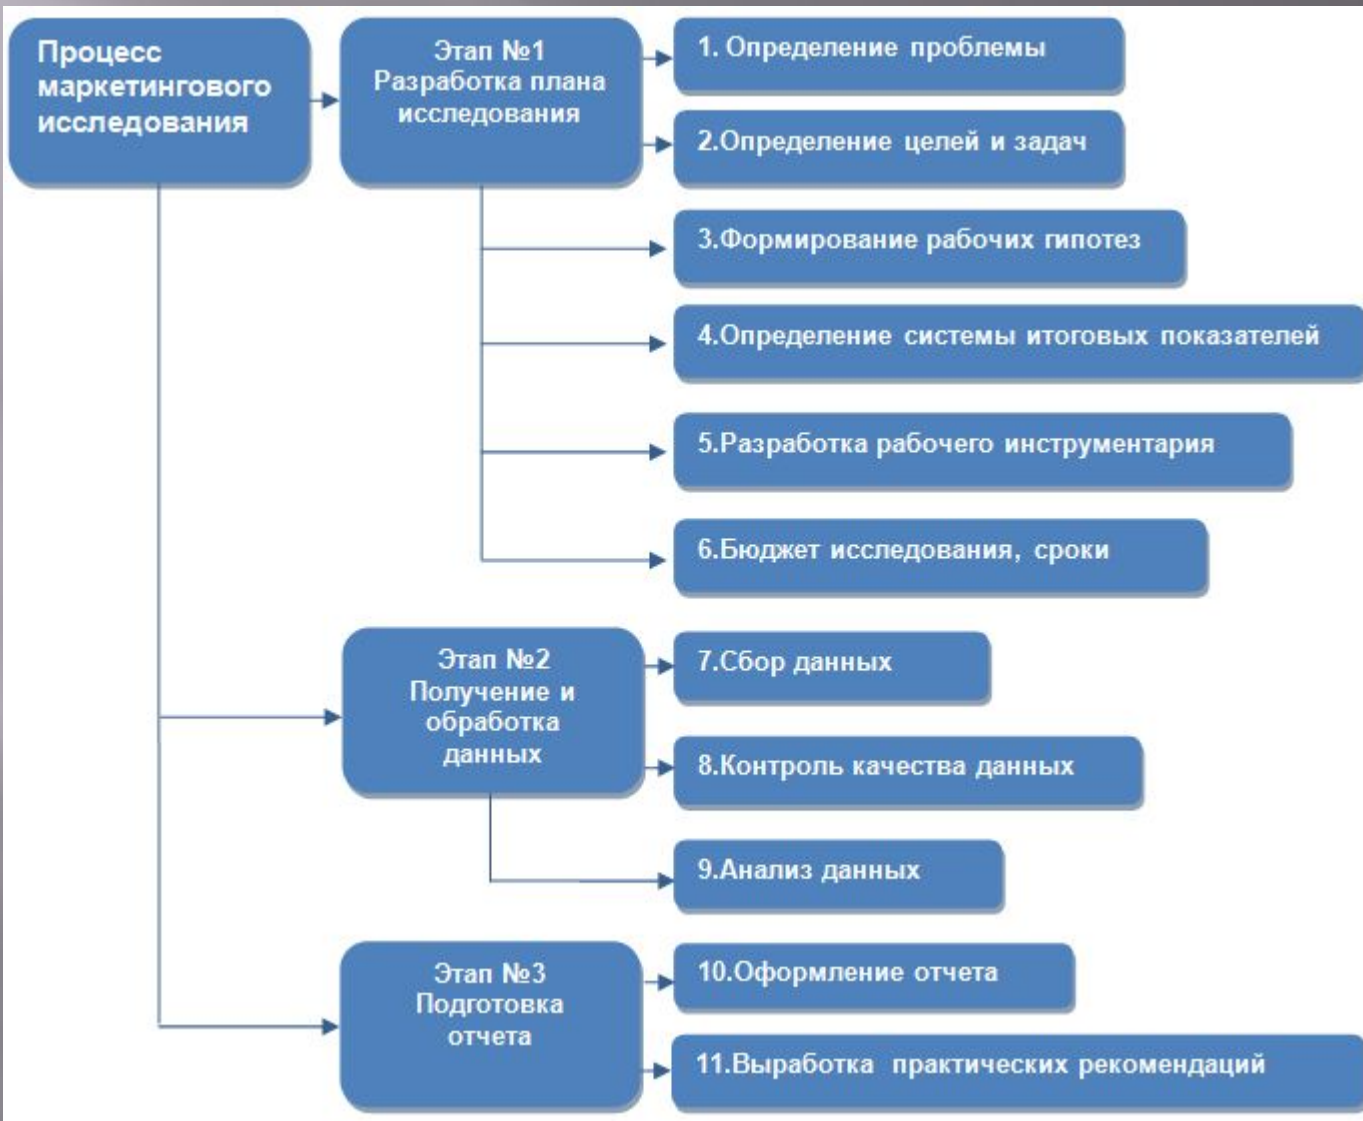 Процесс
маркетингового
исследования
Этап №1
Разработка плана
исследования
1. Определение проблемы
2.Определение целей и задач
3.Формирование рабочих гипотез
4.Определение системы итоговых показателей
5.Разработка рабочего инструментария
6.Бюджет исследования, сроки
Этап №2
Получение и
обработка
данных
7.Сбор данных
8.Контроль качества данных
9.Анализ данных
Этап №3
Подготовка
отчета
10.Оформление отчета
11.Выработка практических рекомендаций